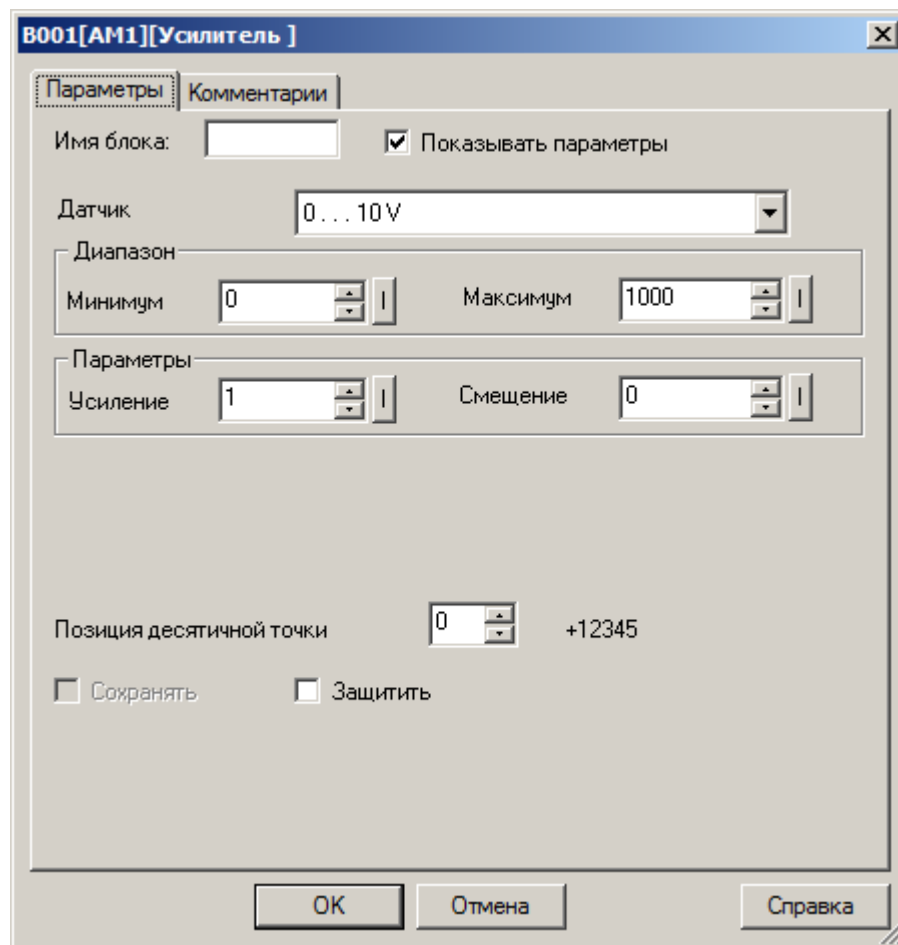 B001[AM1][Усилитель ]
Параметры Комментарии
Имя блока: Показывать параметры
Датчик 0 . . . 10 V
Диапазон
Минимум 0 I Максимум 1000 I
Параметры
Усиление 1 I Смещение 0 I
Позиция десятичной точки 0 +12345
Сохранять Защитить
OK Отмена Справка